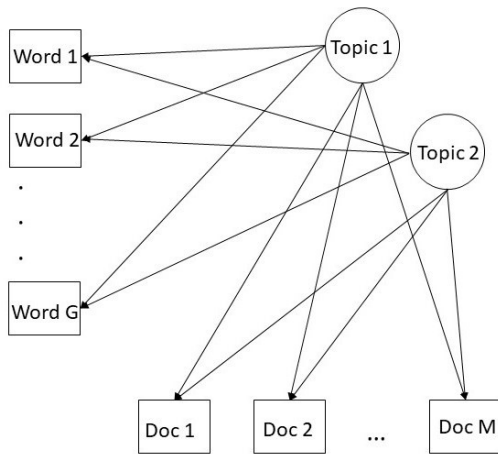 Word 1
Topic 1
Word 2
Topic 2
.
.
.
Word G
Doc 1
Doc 2
...
Doc M